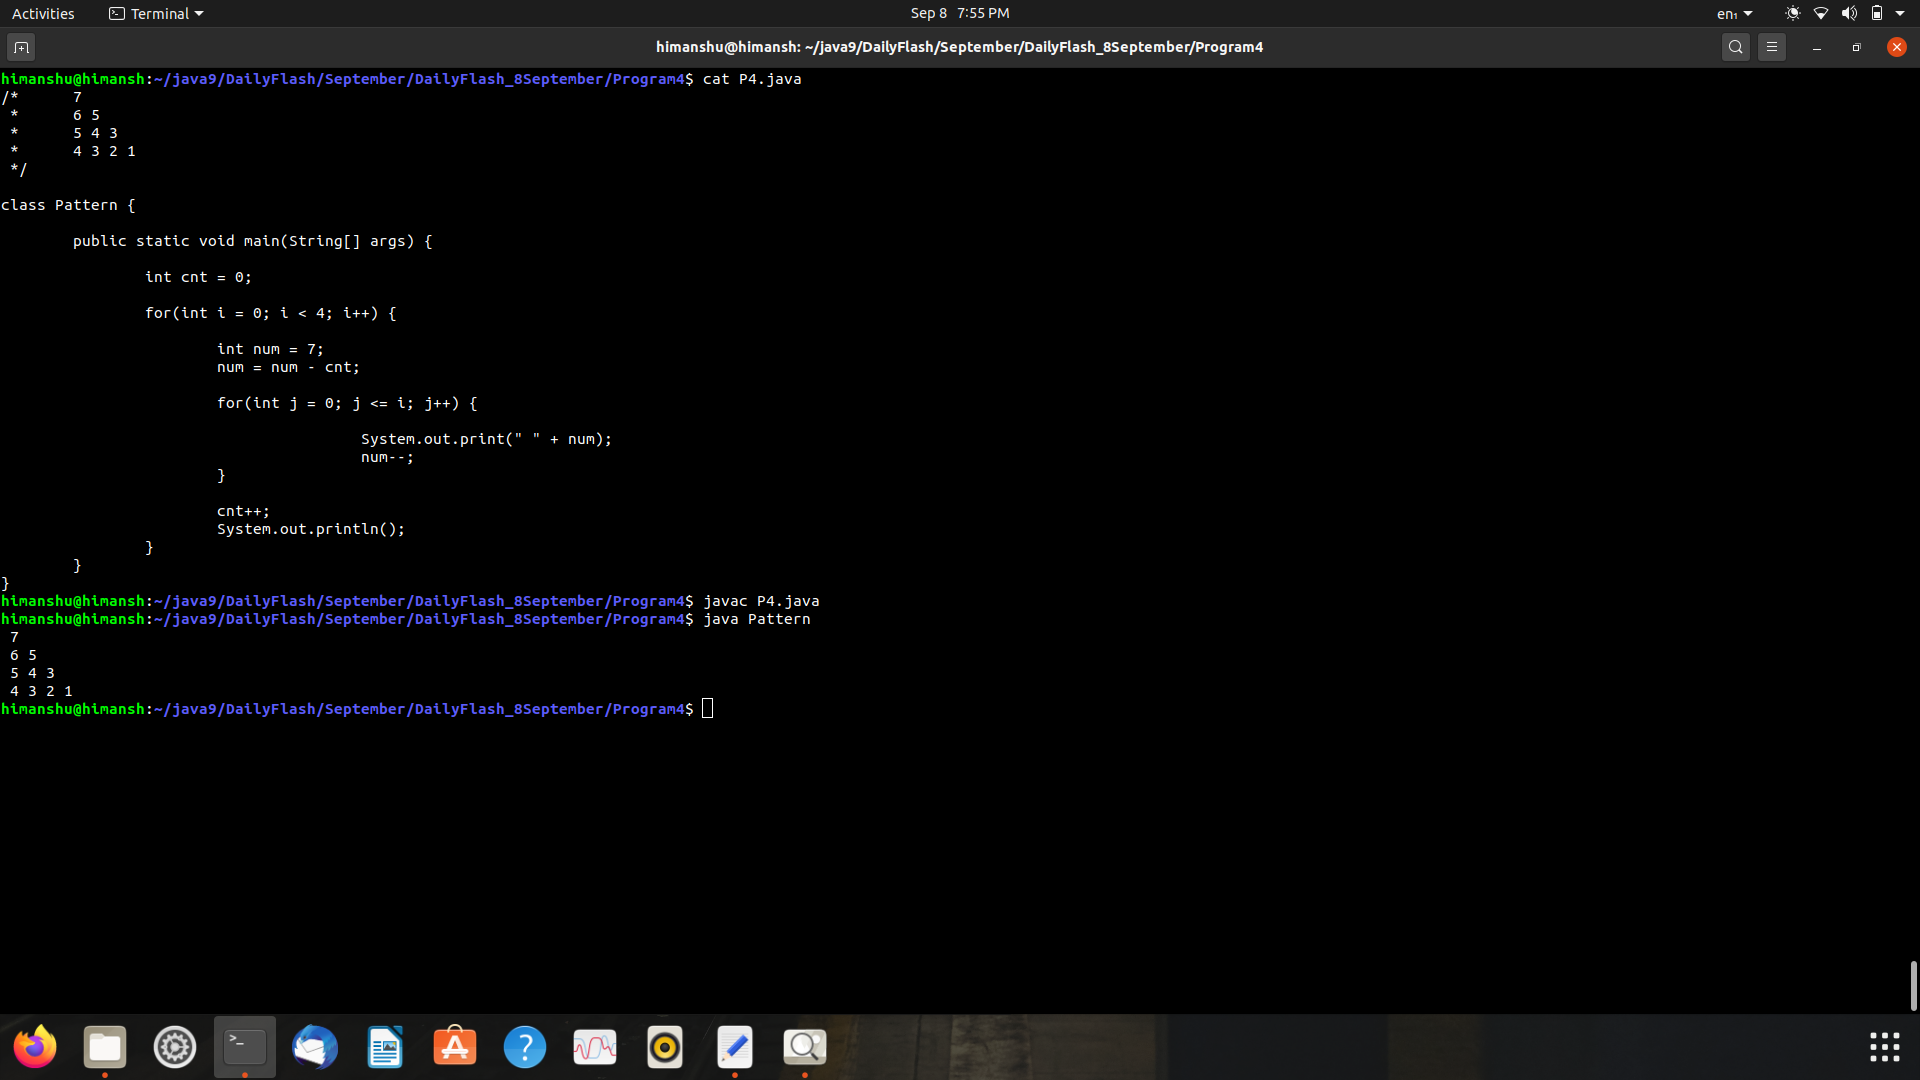 Activities Terminal Sep 8 7:55 PM en₁
himanshu@himansh: ~/java9/DailyFlash/September/DailyFlash_8September/Program4
himanshu@himansh:~/java9/DailyFlash/September/DailyFlash_8September/Program4$ cat P4.java
/*      7
 *      6 5
 *      5 4 3
 *      4 3 2 1
 */
class Pattern {
        public static void main(String[] args) {
                int cnt = 0;
                for(int i = 0; i < 4; i++) {
                        int num = 7;
                        num = num - cnt;
                        for(int j = 0; j <= i; j++) {
                                        System.out.print(" " + num);
                                        num--;
                        }
                        cnt++;
                        System.out.println();
                }
        }
}
himanshu@himansh:~/java9/DailyFlash/September/DailyFlash_8September/Program4$ javac P4.java
himanshu@himansh:~/java9/DailyFlash/September/DailyFlash_8September/Program4$ java Pattern
 7
 6 5
 5 4 3
 4 3 2 1
himanshu@himansh:~/java9/DailyFlash/September/DailyFlash_8September/Program4$